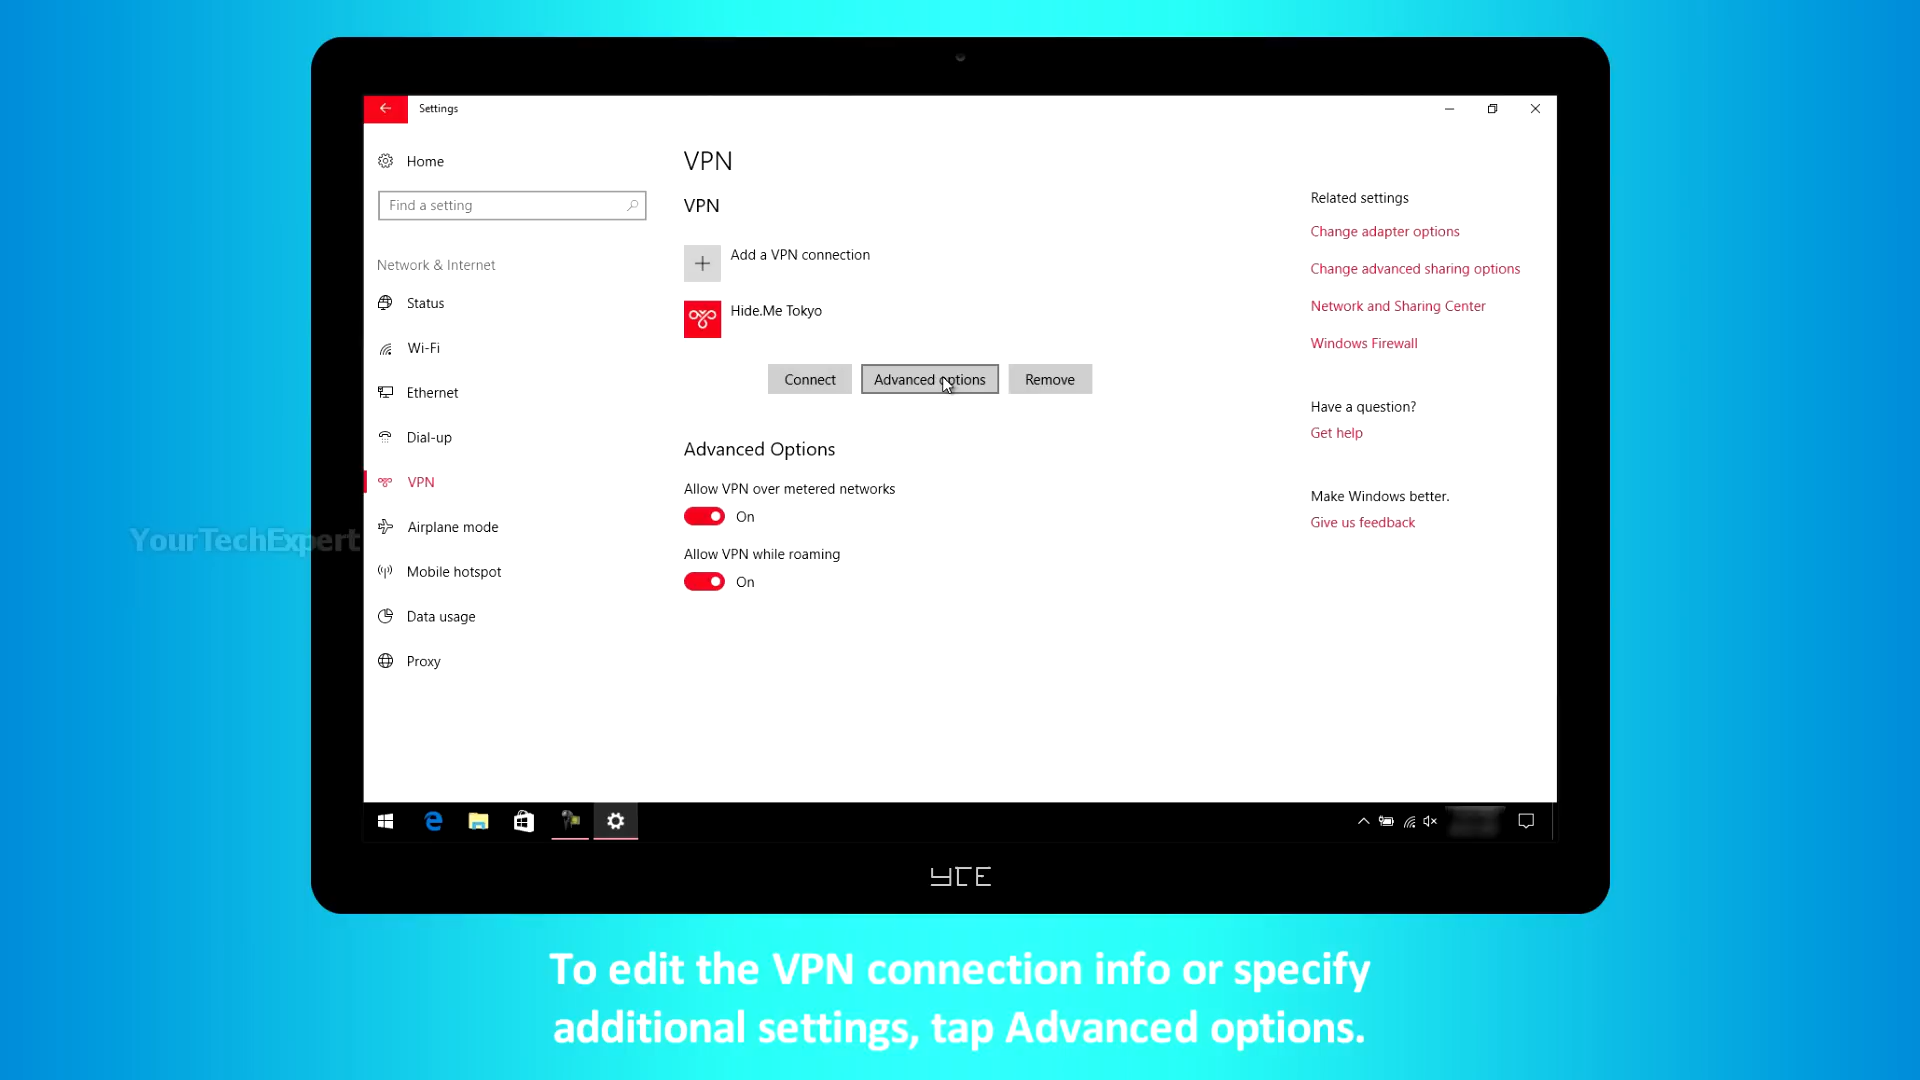 Settings
Home
Find a setting
Network & Internet
Status
Wi-Fi
Ethernet
Dial-up
VPN
Airplane mode
Mobile hotspot
Data usage
Proxy
VPN
VPN
Add a VPN connection
Hide.Me Tokyo
Connect
Advanced options
Remove
Advanced Options
Allow VPN over metered networks
On
Allow VPN while roaming
On
Related settings
Change adapter options
Change advanced sharing options
Network and Sharing Center
Windows Firewall
Have a question?
Get help
Make Windows better.
Give us feedback
YourTechExpert
YTE
To edit the VPN connection info or specify
additional settings, tap Advanced options.